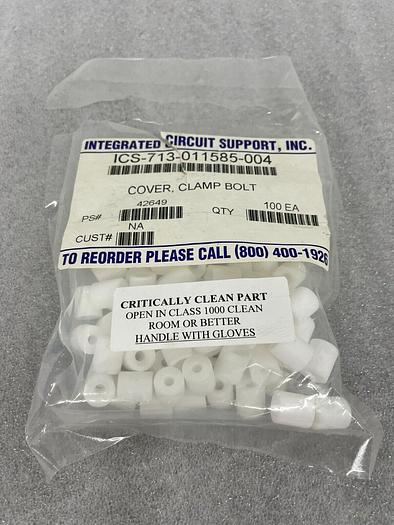 INTEGRATED CIRCUIT SUPPORT, INC.
ICS-713-011585-004
COVER, CLAMP BOLT
PS# 42649 QTY 100 EA
CUST# NA
TO REORDER PLEASE CALL (800) 400-1926
CRITICALLY CLEAN PART
OPEN IN CLASS 1000 CLEAN
ROOM OR BETTER
HANDLE WITH GLOVES